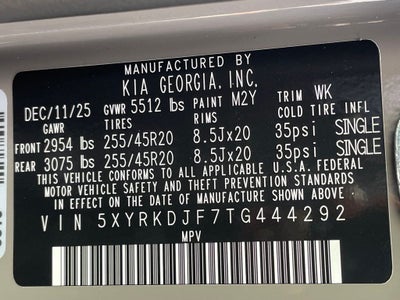 MANUFACTURED BY
KIA GEORGIA, INC.
DEC/11/25 GVWR 5512 lbs PAINT M2Y TRIM WK
GAWR TIRES RIMS COLD TIRE INFL
FRONT 2954 lbs 255/45R20 8.5Jx20 35psi SINGLE
REAR 3075 lbs 255/45R20 8.5Jx20 35psi SINGLE
THIS VEHICLE CONFORMS TO ALL APPLICABLE U.S.A. FEDERAL
MOTOR VEHICLE SAFETY AND THEFT PREVENTION STANDARDS
IN EFFECT ON THE DATE OF MANUFACTURE SHOWN ABOVE.
VIN 5XYRKDJF7TG444292
MPV